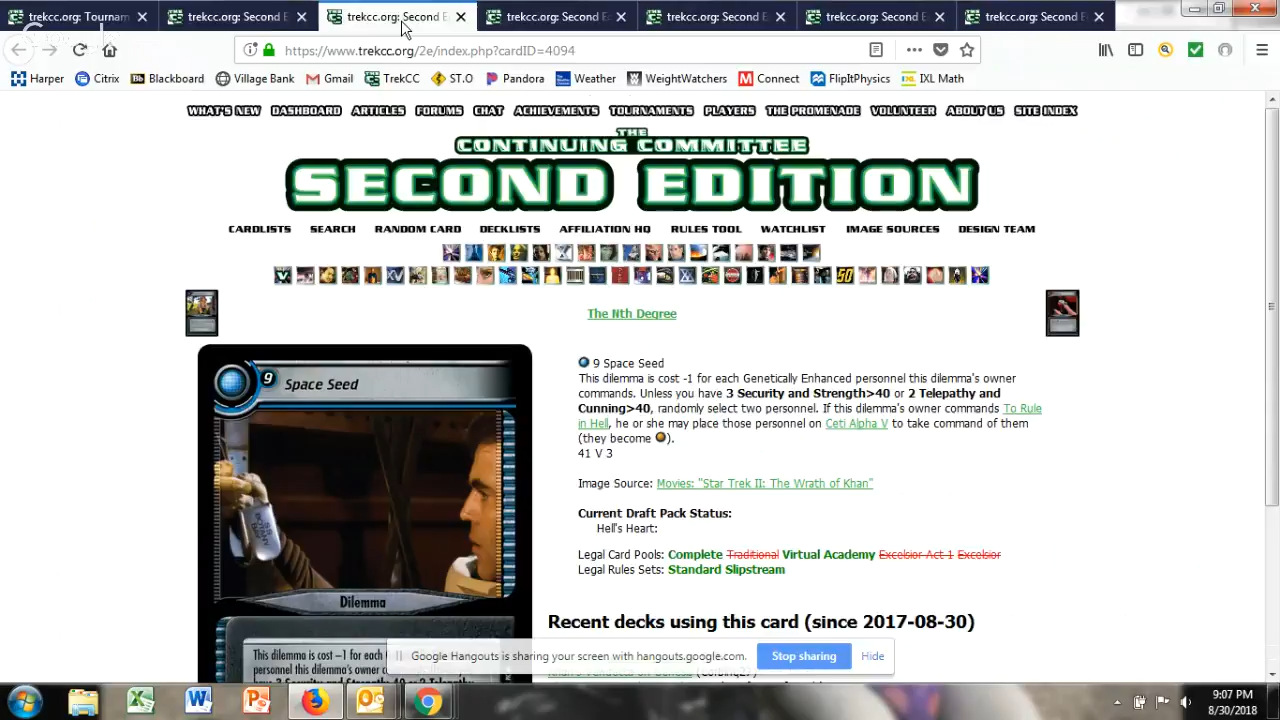 trekcc.org: Tournam
trekcc.org: Second E
trekcc.org: Second E
trekcc.org: Second E
trekcc.org: Second E
trekcc.org: Second E
trekcc.org: Second E
https://www.trekcc.org/2e/index.php?cardID=4094
Harper
Citrix
Blackboard
Village Bank
Gmail
TrekCC
ST.O
Pandora
Weather
WeightWatchers
Connect
FlipItPhysics
IXL Math
WHAT'S NEW DASHBOARD ARTICLES FORUMS CHAT ACHIEVEMENTS TOURNAMENTS PLAYERS THE PROMENADE VOLUNTEER ABOUT US SITE INDEX
THE
CONTINUING COMMITTEE
SECOND EDITION
CARDLISTS SEARCH RANDOM CARD DECKLISTS AFFILIATION HQ RULES TOOL WATCHLIST IMAGE SOURCES DESIGN TEAM
The Nth Degree
9 Space Seed
Dilemma
This dilemma is cost –1 for each
personnel this dilemma's owner
9 Space Seed
This dilemma is cost -1 for each Genetically Enhanced personnel this dilemma's owner
commands. Unless you have 3 Security and Strength>40 or 2 Telepathy and
Cunning>40, randomly select two personnel. If this dilemma's owner commands To Rule
in Hell, he or she may place those personnel on Ceti Alpha V to take command of them
(they become ).
41 V 3
Image Source: Movies: "Star Trek II: The Wrath of Khan"
Current Draft Pack Status:
Hell's Heart:
Legal Card Pools: Complete Traditional Virtual Academy Excelsior Act 1 Excelsior
Legal Rules Sets: Standard Slipstream
Recent decks using this card (since 2017-08-30)
Google Hangouts is sharing your screen with hangouts.google.com.
Stop sharing
Hide
9:07 PM
8/30/2018